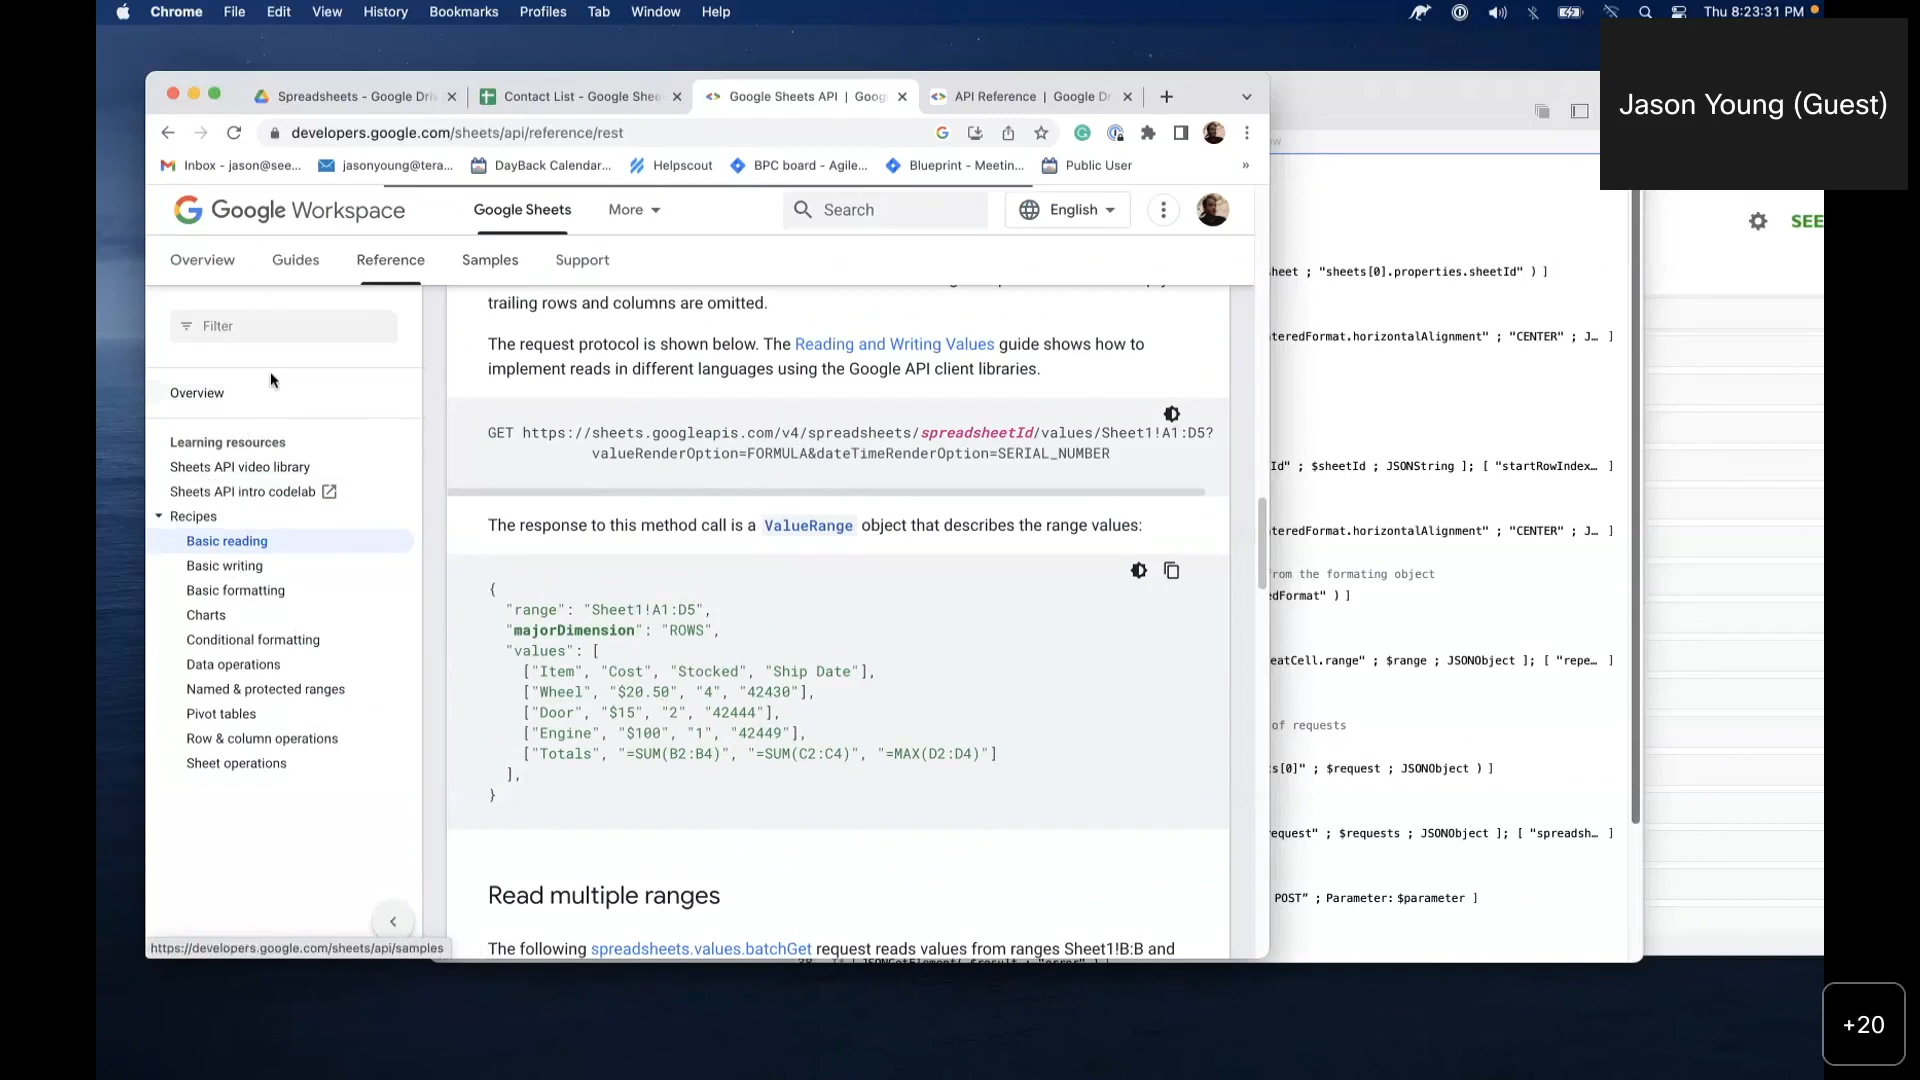 Chrome File Edit View History Bookmarks Profiles Tab Window Help
Thu 8:23:31 PM
Jason Young (Guest)
Spreadsheets - Google Driv
Contact List - Google Shee
Google Sheets API | Goog
API Reference | Google Dr
developers.google.com/sheets/api/reference/rest
Inbox - jason@see...
jasonyoung@tera...
DayBack Calendar...
Helpscout
BPC board - Agile...
Blueprint - Meetin...
Public User
»
Google Workspace
Google Sheets
More
Search
English
Overview
Guides
Reference
Samples
Support
Filter
Overview
Learning resources
Sheets API video library
Sheets API intro codelab
Recipes
Basic reading
Basic writing
Basic formatting
Charts
Conditional formatting
Data operations
Named & protected ranges
Pivot tables
Row & column operations
Sheet operations
https://developers.google.com/sheets/api/samples
trailing rows and columns are omitted.
The request protocol is shown below. The Reading and Writing Values guide shows how to
implement reads in different languages using the Google API client libraries.
GET https://sheets.googleapis.com/v4/spreadsheets/spreadsheetId/values/Sheet1!A1:D5?
valueRenderOption=FORMULA&dateTimeRenderOption=SERIAL_NUMBER
The response to this method call is a ValueRange object that describes the range values:
{
"range": "Sheet1!A1:D5",
"majorDimension": "ROWS",
"values": [
["Item", "Cost", "Stocked", "Ship Date"],
["Wheel", "$20.50", "4", "42430"],
["Door", "$15", "2", "42444"],
["Engine", "$100", "1", "42449"],
["Totals", "=SUM(B2:B4)", "=SUM(C2:C4)", "=MAX(D2:D4)"]
],
}
Read multiple ranges
The following spreadsheets.values.batchGet request reads values from ranges Sheet1!B:B and
heet ; "sheets[0].properties.sheetId" ) ]
teredFormat.horizontalAlignment" ; "CENTER" ; J… ]
Id" ; $sheetId ; JSONString ]; [ "startRowIndex… ]
teredFormat.horizontalAlignment" ; "CENTER" ; J… ]
rom the formating object
edFormat" ) ]
eatCell.range" ; $range ; JSONObject ]; [ "repe… ]
of requests
ts[0]" ; $request ; JSONObject ) ]
equest" ; $requests ; JSONObject ]; [ "spreadsh… ]
POST" ; Parameter: $parameter ]
SEE
+20